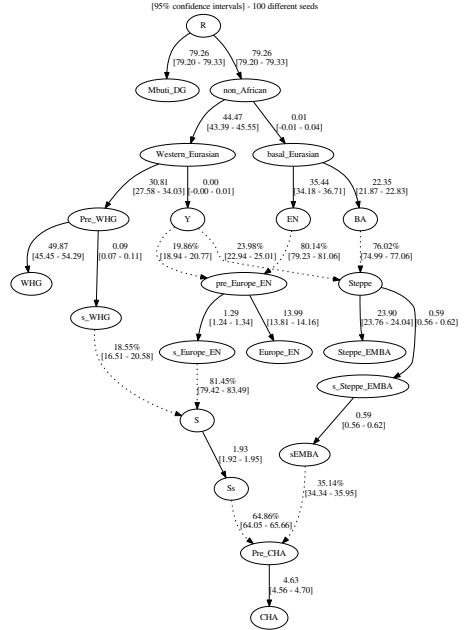 [95% confidence intervals] - 100 different seeds
R
79.26
[79.20 - 79.33]
79.26
[79.20 - 79.33]
Mbuti_DG
non_African
44.47
[43.39 - 45.55]
0.01
[-0.01 - 0.04]
Western_Eurasian
basal_Eurasian
30.81
[27.58 - 34.03]
0.00
[-0.00 - 0.01]
35.44
[34.18 - 36.71]
22.35
[21.87 - 22.83]
Pre_WHG
Y
EN
BA
49.87
[45.45 - 54.29]
0.09
[0.07 - 0.11]
19.86%
[18.94 - 20.77]
23.98%
[22.94 - 25.01]
80.14%
[79.23 - 81.06]
76.02%
[74.99 - 77.06]
WHG
pre_Europe_EN
Steppe
s_WHG
1.29
[1.24 - 1.34]
13.99
[13.81 - 14.16]
23.90
[23.76 - 24.04]
0.59
[0.56 - 0.62]
s_Europe_EN
Europe_EN
Steppe_EMBA
18.55%
[16.51 - 20.58]
81.45%
[79.42 - 83.49]
s_Steppe_EMBA
S
0.59
[0.56 - 0.62]
1.93
[1.92 - 1.95]
sEMBA
Ss
35.14%
[34.34 - 35.95]
64.86%
[64.05 - 65.66]
Pre_CHA
4.63
[4.56 - 4.70]
CHA